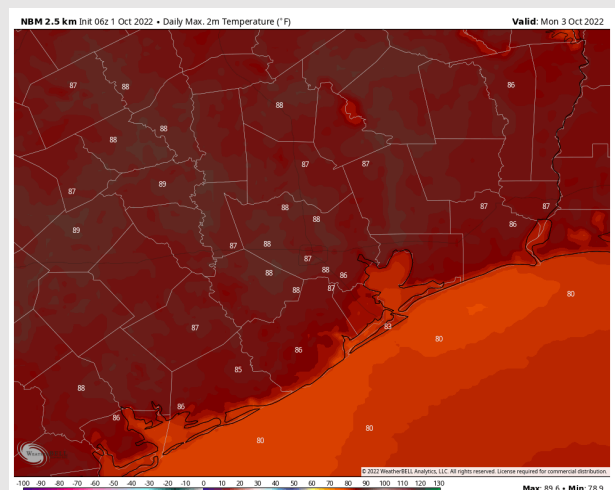 NBM 2.5 km Init 06z 1 Oct 2022 • Daily Max. 2m Temperature (°F) Valid: Mon 3 Oct 2022
87 88 86
88
88 88
87 87
87 89
88 87 87
88 86
89
87 88
87
88 88 86
88 87
80
87 83
80
86
85
88
86
86
80 80
© 2022 WeatherBELL Analytics, LLC. All rights reserved. License required for commercial distribution.
-100 -90 -80 -70 -60 -50 -40 -30 -20 -10 0 10 20 30 40 50 60 70 80 90 100 110 120 130
Max: 89.6 • Min: 78.9